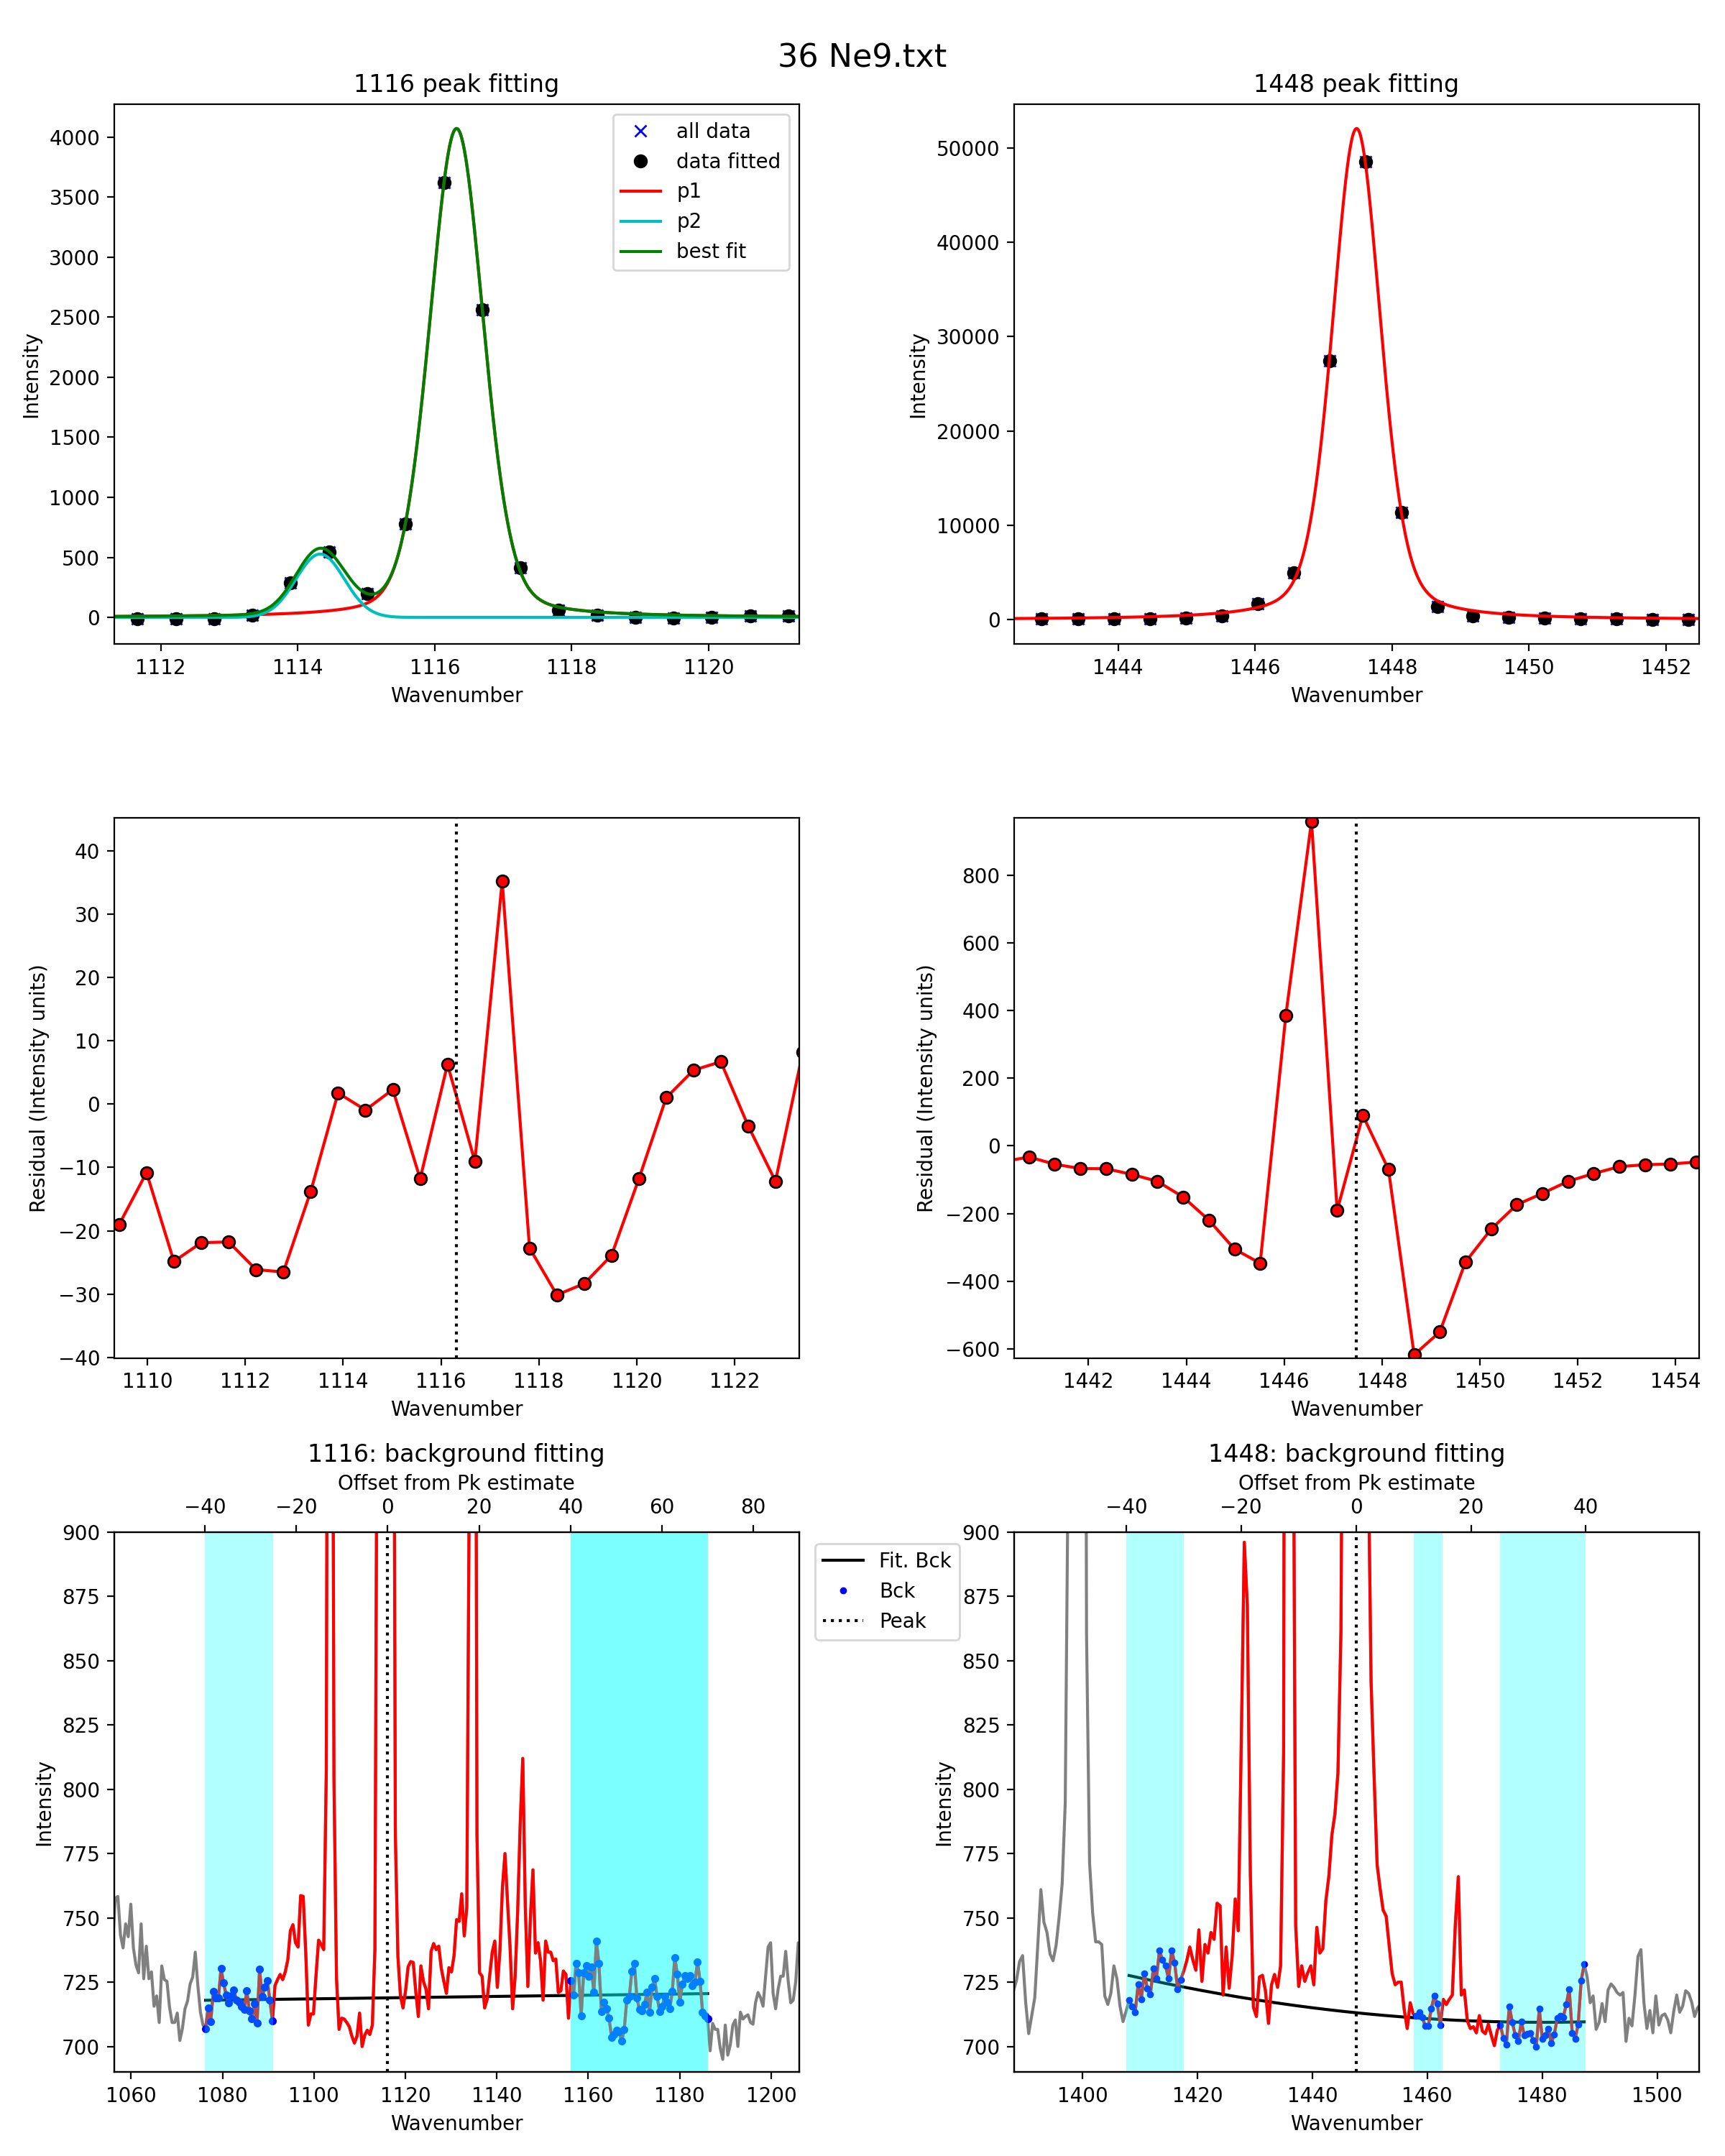 36 Ne9.txt
1116 peak fitting
4000
3500
3000
2500
2000
1500
1000
500
0
Intensity
all data
data fitted
p1
p2
best fit
1112 1114 1116 1118 1120
Wavenumber
1448 peak fitting
50000
40000
30000
20000
10000
0
Intensity
1444 1446 1448 1450 1452
Wavenumber
40
30
20
10
0
−10
−20
−30
−40
Residual (Intensity units)
1110 1112 1114 1116 1118 1120 1122
Wavenumber
800
600
400
200
0
−200
−400
−600
Residual (Intensity units)
1442 1444 1446 1448 1450 1452 1454
Wavenumber
1116: background fitting
Offset from Pk estimate
−40 −20 0 20 40 60 80
900
875
850
825
800
775
750
725
700
Intensity
1060 1080 1100 1120 1140 1160 1180 1200
Wavenumber
Fit. Bck
Bck
Peak
1448: background fitting
Offset from Pk estimate
−40 −20 0 20 40
900
875
850
825
800
775
750
725
700
Intensity
1400 1420 1440 1460 1480 1500
Wavenumber